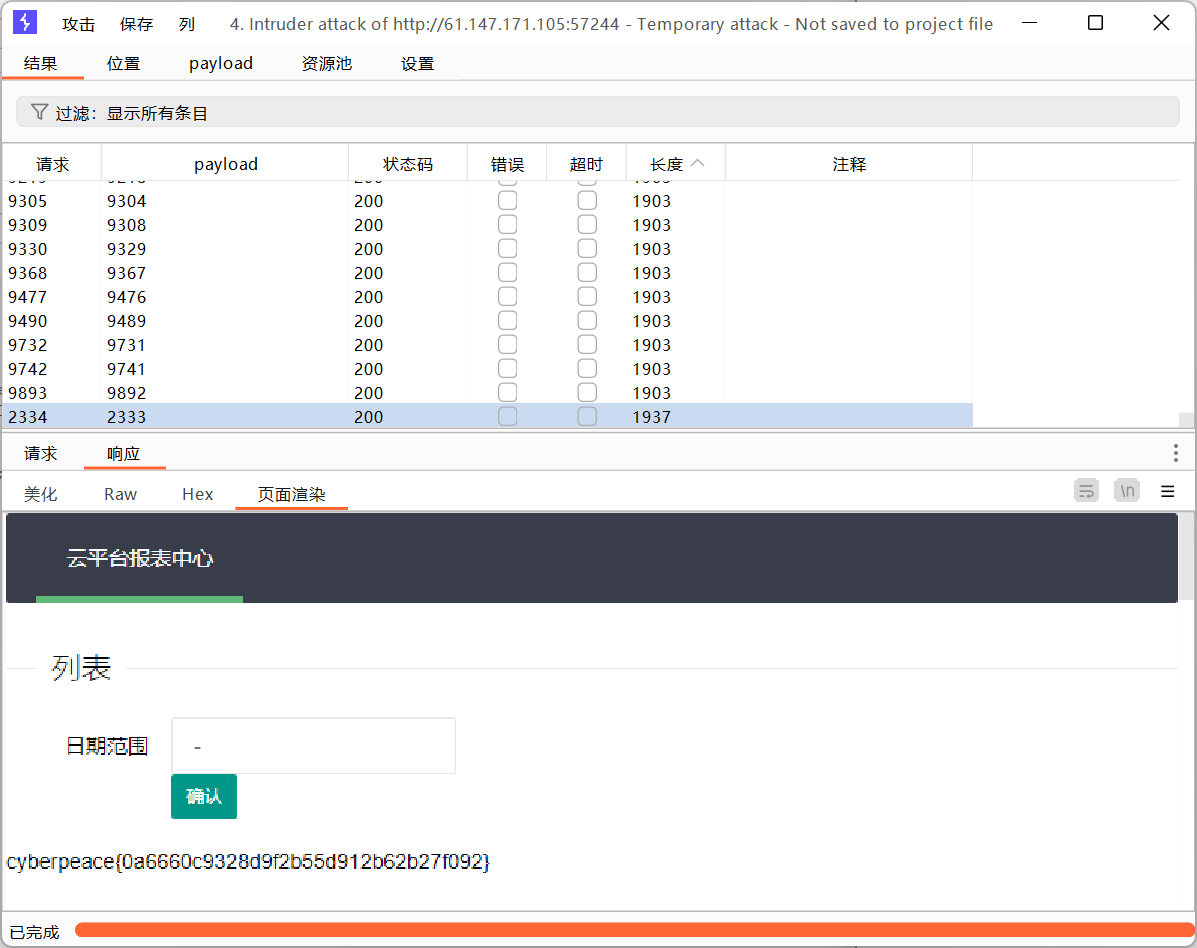 攻击 保存 列 4. Intruder attack of http://61.147.171.105:57244 - Temporary attack - Not saved to project file
结果 位置 payload 资源池 设置
过滤：显示所有条目
请求 payload 状态码 错误 超时 长度 注释
9305 9304 200 1903
9309 9308 200 1903
9330 9329 200 1903
9368 9367 200 1903
9477 9476 200 1903
9490 9489 200 1903
9732 9731 200 1903
9742 9741 200 1903
9893 9892 200 1903
2334 2333 200 1937
请求 响应
美化 Raw Hex 页面渲染 \n
云平台报表中心
列表
日期范围 -
确认
cyberpeace{0a6660c9328d9f2b55d912b62b27f092}
已完成